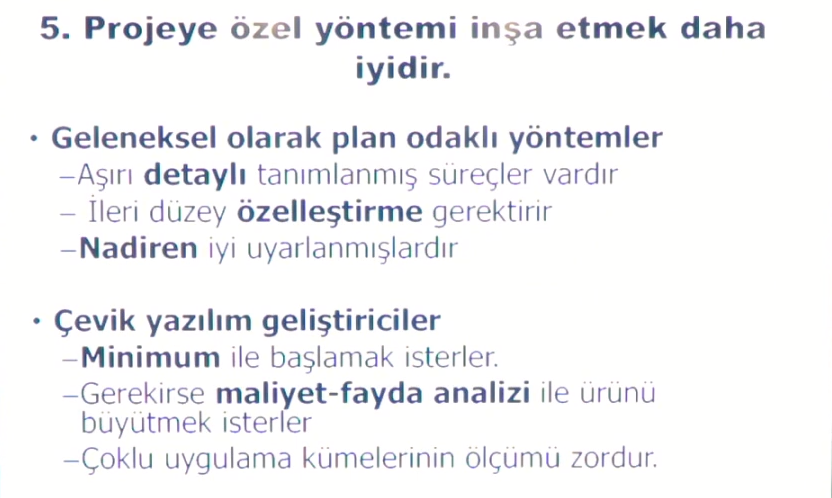 5. Projeye özel yöntemi inşa etmek daha
iyidir.
• Geleneksel olarak plan odaklı yöntemler
–Aşırı detaylı tanımlanmış süreçler vardır
– İleri düzey özelleştirme gerektirir
–Nadiren iyi uyarlanmışlardır
• Çevik yazılım geliştiriciler
–Minimum ile başlamak isterler.
–Gerekirse maliyet-fayda analizi ile ürünü
büyütmek isterler
–Çoklu uygulama kümelerinin ölçümü zordur.